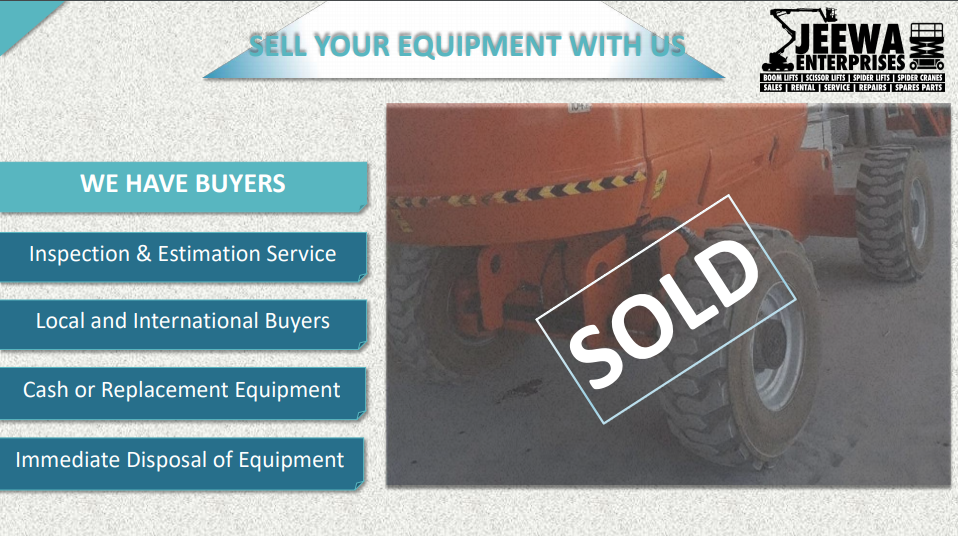 SELL YOUR EQUIPMENT WITH US
JEEWA
ENTERPRISES
BOOM LIFTS | SCISSOR LIFTS | SPIDER LIFTS | SPIDER CRANES
SALES | RENTAL | SERVICE | REPAIRS | SPARES PARTS
WE HAVE BUYERS
Inspection & Estimation Service
Local and International Buyers
Cash or Replacement Equipment
Immediate Disposal of Equipment
SOLD